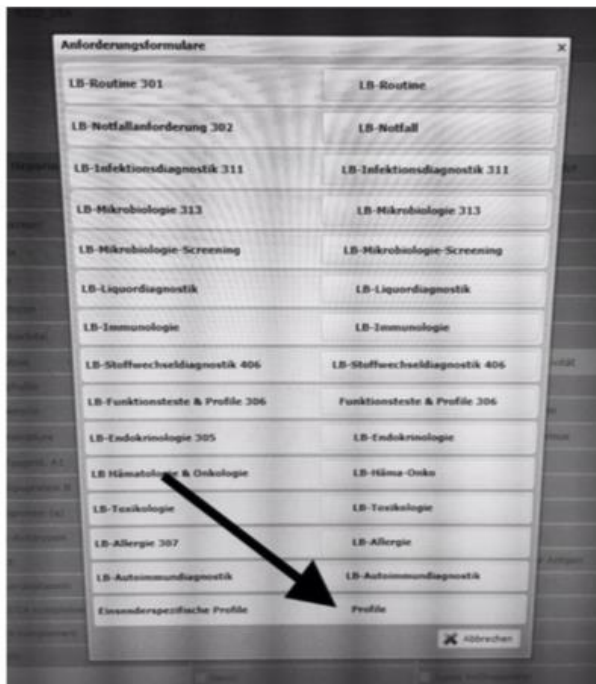 Anforderungsformulare x
LB-Routine 301 LB-Routine
LB-Notfallanforderung 302 LB-Notfall
LB-Infektionsdiagnostik 311 LB-Infektionsdiagnostik 311
LB-Mikrobiologie 313 LB-Mikrobiologie 313
LB-Mikrobiologie-Screening LB-Mikrobiologie-Screening
LB-Liquordiagnostik LB-Liquordiagnostik
LB-Immunologie LB-Immunologie
LB-Stoffwechseldiagnostik 406 LB-Stoffwechseldiagnostik 406
LB-Funktionsteste & Profile 306 Funktionsteste & Profile 306
LB-Endokrinologie 305 LB-Endokrinologie
LB Hämatologie & Onkologie LB-Häma-Onko
LB-Toxikologie LB-Toxikologie
LB-Allergie 307 LB-Allergie
LB-Autoimmundiagnostik LB-Autoimmundiagnostik
Einsenderspezifische Profile Profile
Abbrechen